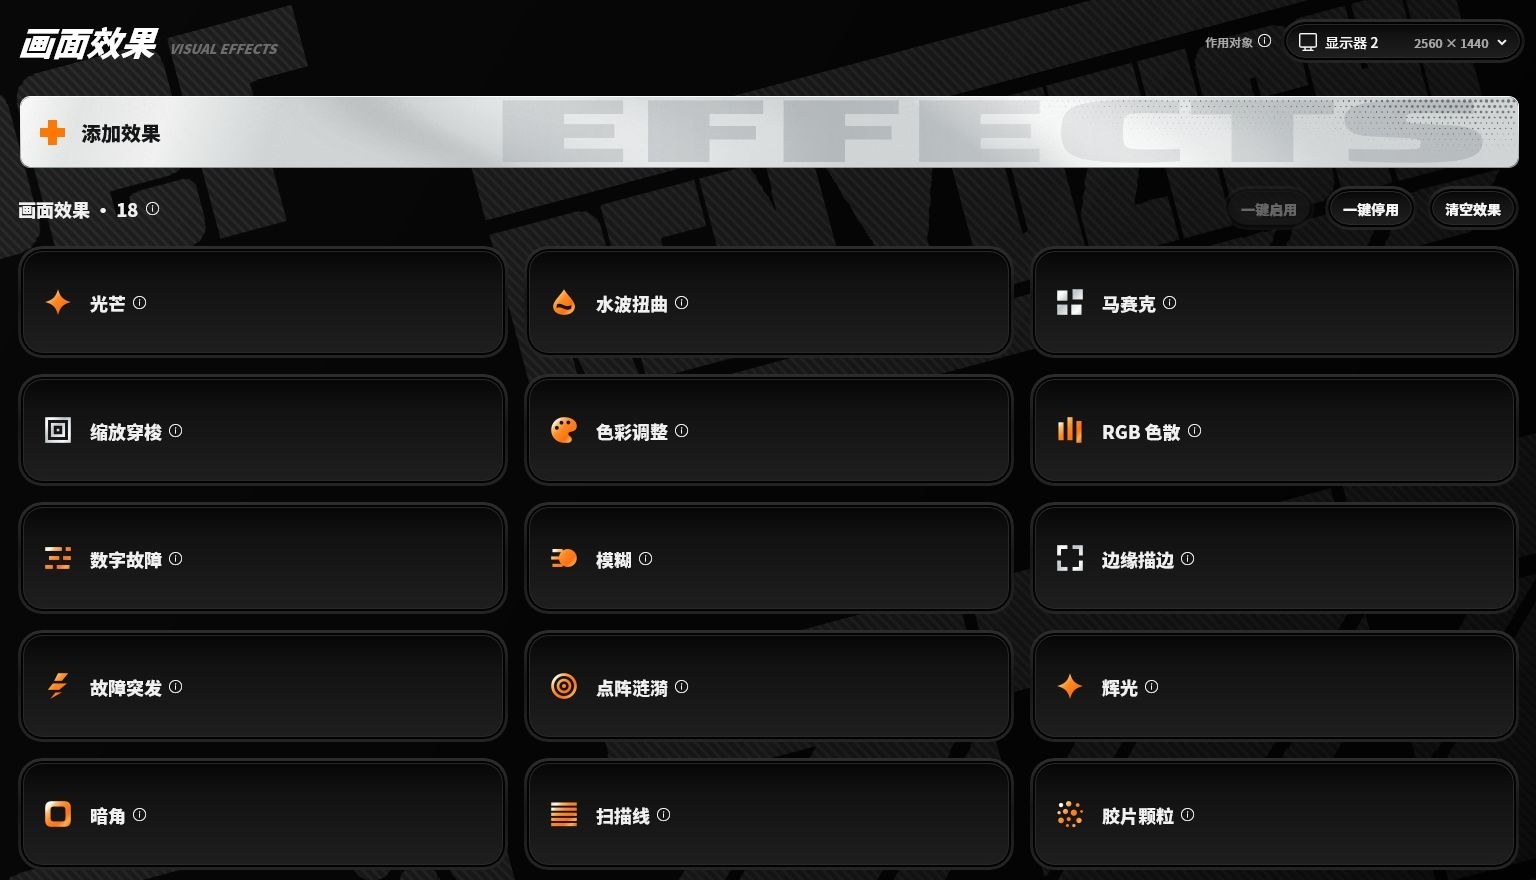 画面效果 VISUAL EFFECTS
作用对象 显示器 2 2560 × 1440
添加效果
EFFECTS
画面效果 • 18
一键启用 一键停用 清空效果
光芒 水波扭曲 马赛克
缩放穿梭 色彩调整 RGB 色散
数字故障 模糊 边缘描边
故障突发 点阵涟漪 辉光
暗角 扫描线 胶片颗粒